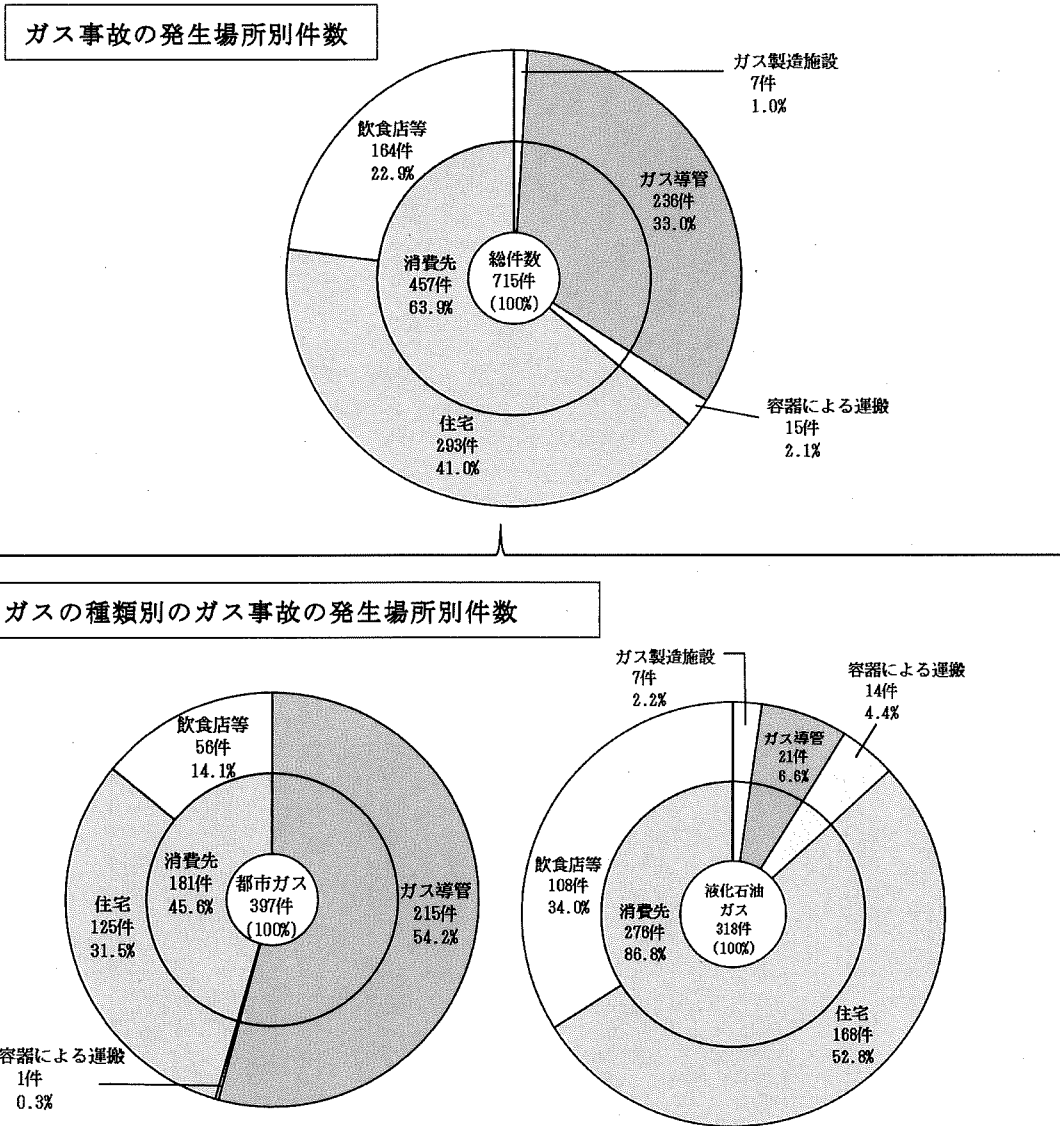 ガス事故の発生場所別件数
ガス製造施設
7件
1.0%
飲食店等
164件
22.9%
ガス導管
236件
33.0%
消費先
457件
63.9%
総件数
715件
(100%)
容器による運搬
15件
2.1%
住宅
293件
41.0%
ガスの種類別のガス事故の発生場所別件数
飲食店等
56件
14.1%
消費先
181件
45.6%
都市ガス
397件
(100%)
ガス導管
215件
54.2%
住宅
125件
31.5%
容器による運搬
1件
0.3%
ガス製造施設
7件
2.2%
容器による運搬
14件
4.4%
ガス導管
21件
6.6%
飲食店等
108件
34.0%
消費先
276件
86.8%
液化石油
ガス
318件
(100%)
住宅
168件
52.8%